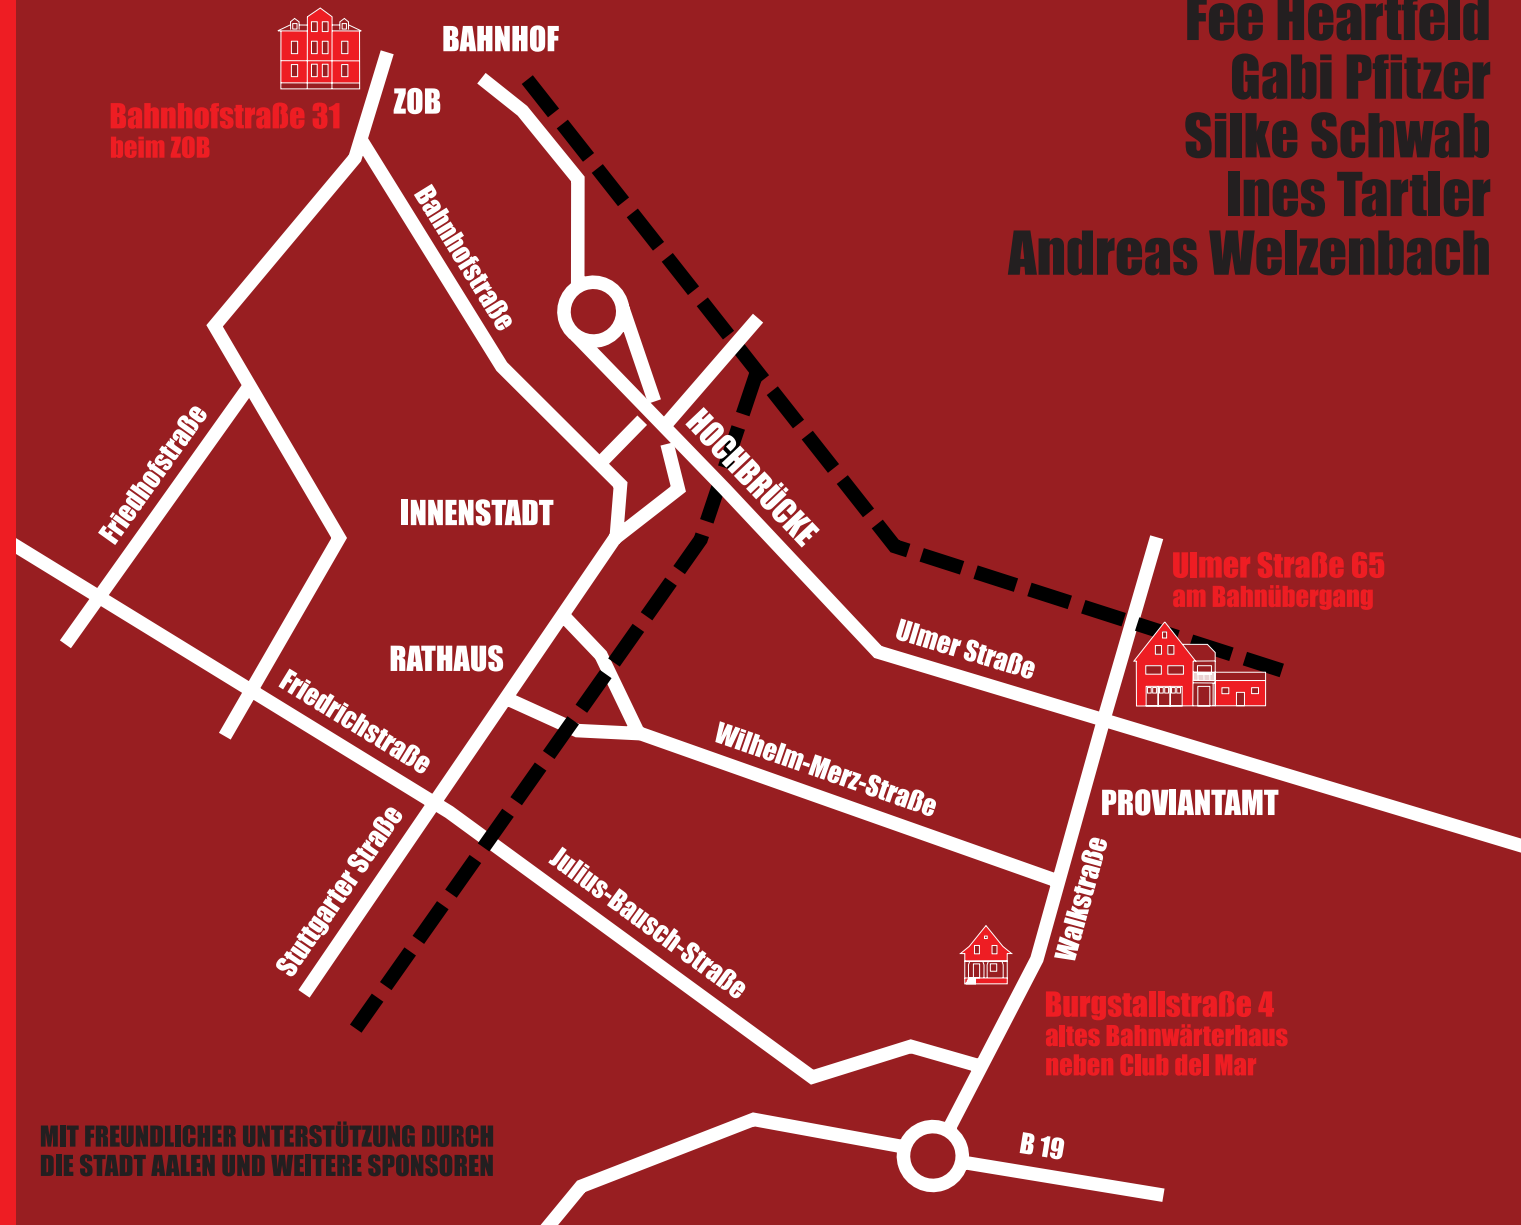 Fee Heartfeld
Gabi Pfitzer
Silke Schwab
Ines Tartler
Andreas Welzenbach
BAHNHOF
ZOB
Bahnhofstraße 31
beim ZOB
Bahnhofstraße
Friedhofstraße
HOCHBRÜCKE
INNENSTADT
Ulmer Straße 65
am Bahnübergang
Ulmer Straße
RATHAUS
Friedrichstraße
Wilhelm-Merz-Straße
PROVIANTAMT
Stuttgarter Straße
Julius-Bausch-Straße
Walkstraße
Burgstallstraße 4
altes Bahnwärterhaus
neben Club del Mar
B 19
MIT FREUNDLICHER UNTERSTÜTZUNG DURCH
DIE STADT AALEN UND WEITERE SPONSOREN